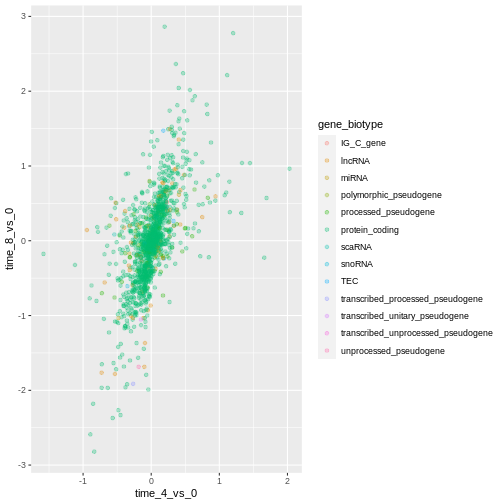 3
2
1
0
-1
-2
-3
-1
0
1
2
time_4_vs_0
time_8_vs_0
gene_biotype
IG_C_gene
lncRNA
miRNA
polymorphic_pseudogene
processed_pseudogene
protein_coding
scaRNA
snoRNA
TEC
transcribed_processed_pseudogene
transcribed_unitary_pseudogene
transcribed_unprocessed_pseudogene
unprocessed_pseudogene